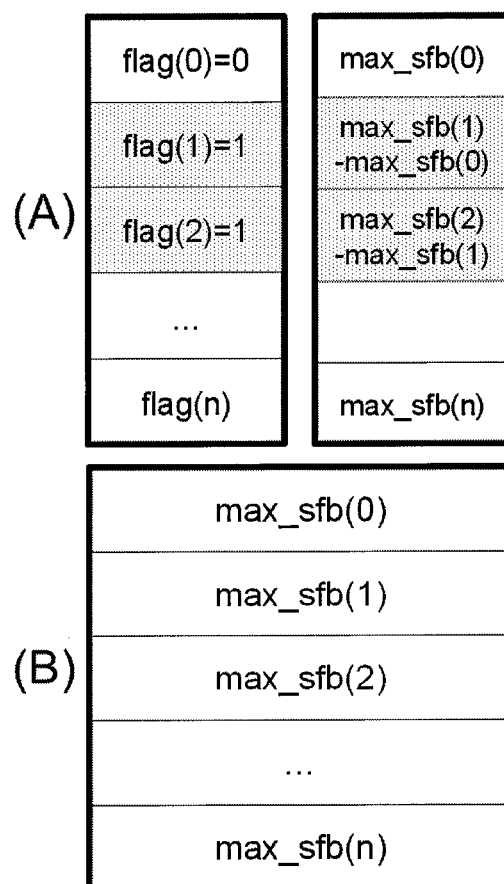 (A)
flag(0)=0
flag(1)=1
flag(2)=1
...
flag(n)
max_sfb(0)
max_sfb(1)
-max_sfb(0)
max_sfb(2)
-max_sfb(1)
max_sfb(n)
(B)
max_sfb(0)
max_sfb(1)
max_sfb(2)
...
max_sfb(n)